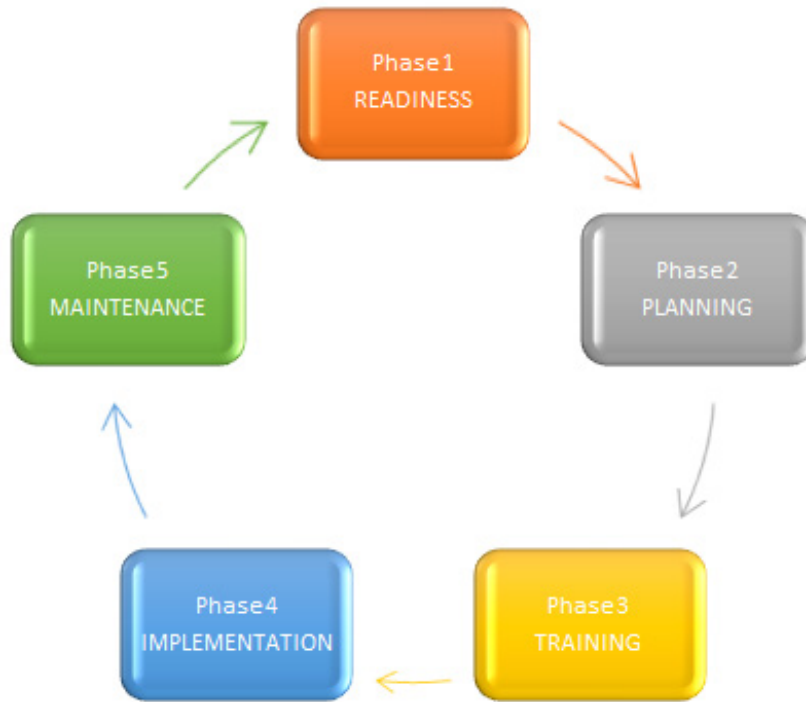 Phase1
READINESS
Phase2
PLANNING
Phase3
TRAINING
Phase4
IMPLEMENTATION
Phase5
MAINTENANCE